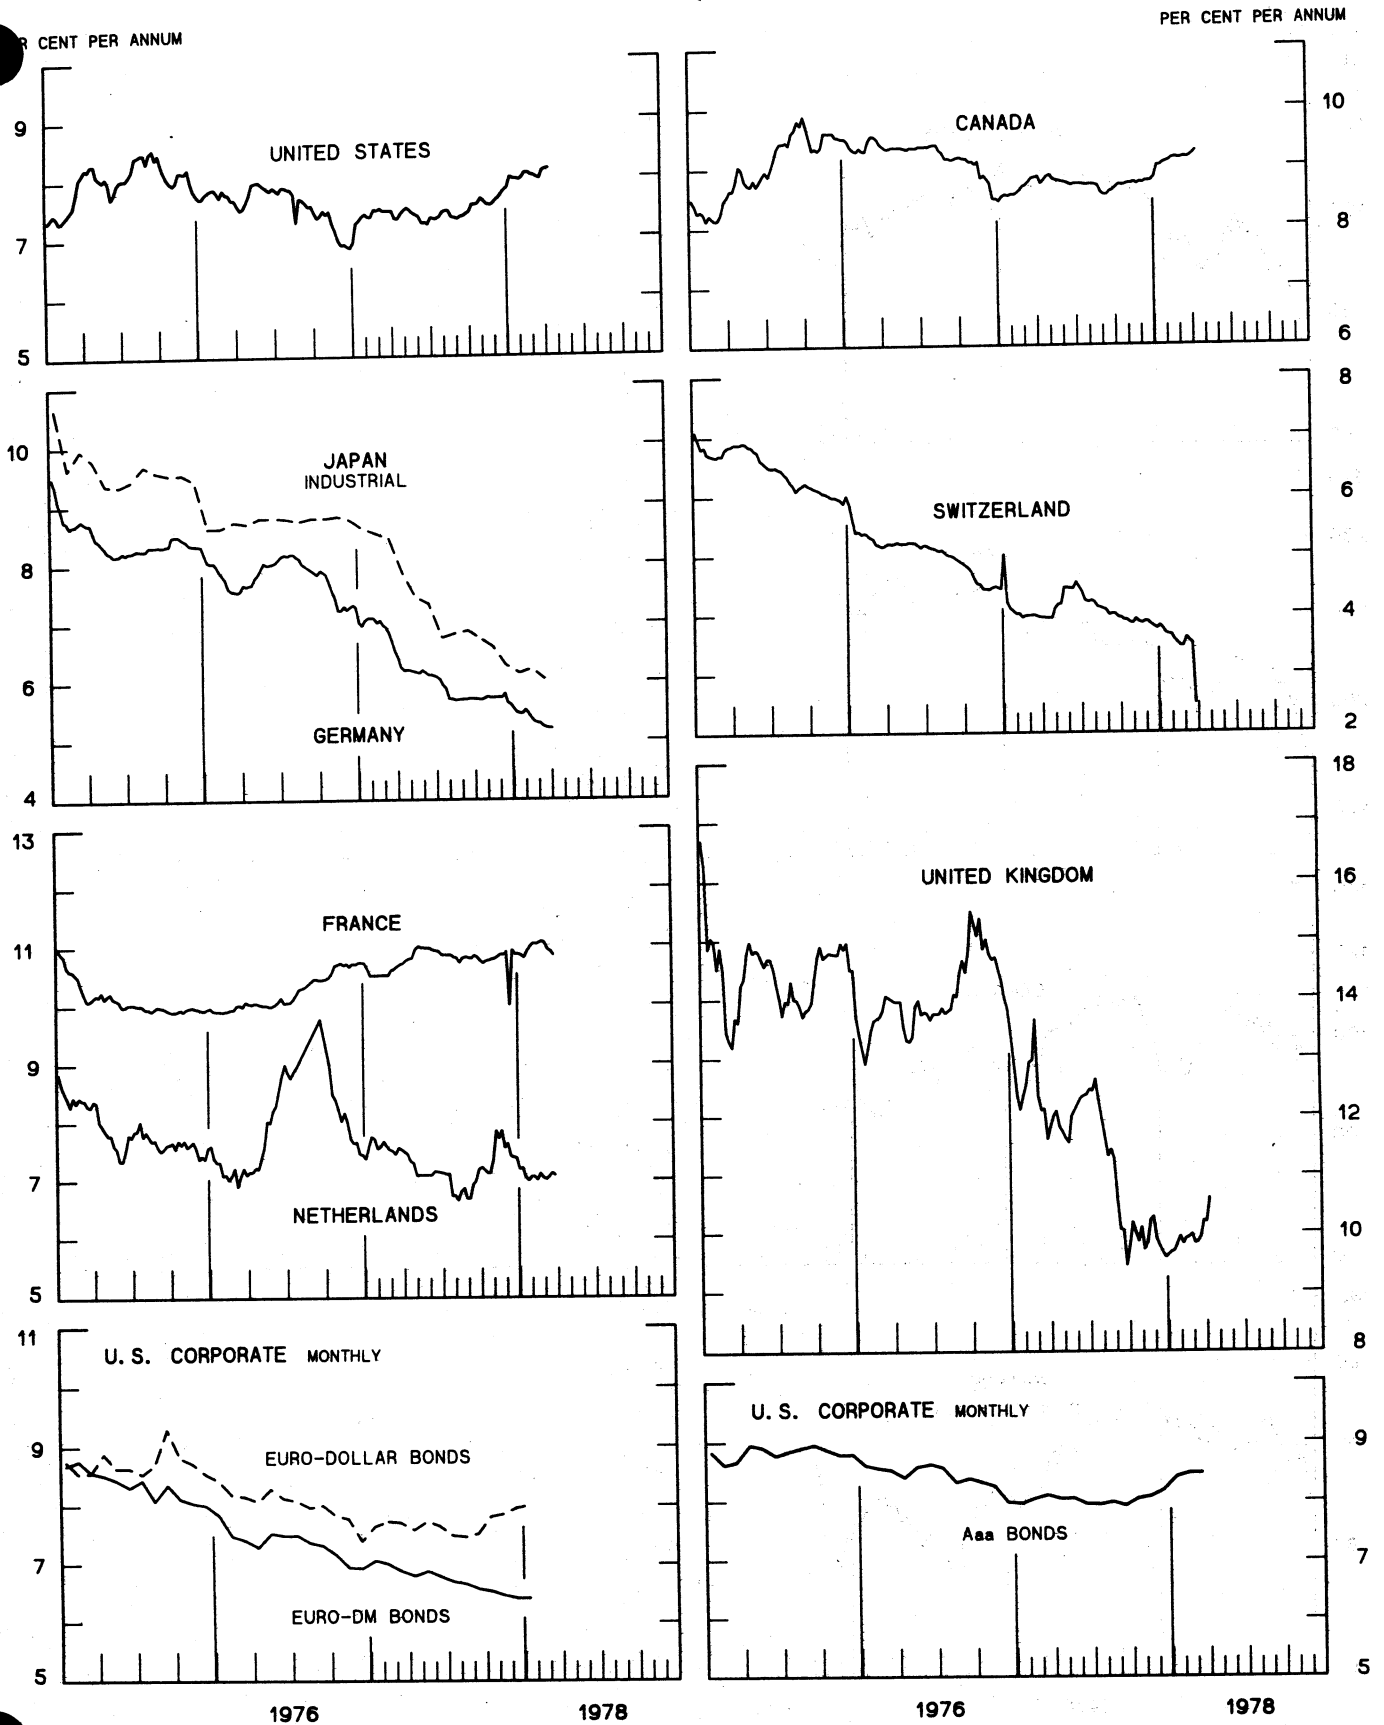 PER CENT PER ANNUM
R CENT PER ANNUM
9
7
5
UNITED STATES
CANADA
10
8
6
10
8
6
4
JAPAN
INDUSTRIAL
GERMANY
SWITZERLAND
8
6
4
2
13
11
9
7
5
FRANCE
NETHERLANDS
UNITED KINGDOM
18
16
14
12
10
8
11
9
7
5
U.S. CORPORATE MONTHLY
EURO-DOLLAR BONDS
EURO-DM BONDS
U.S. CORPORATE MONTHLY
Aaa BONDS
9
7
5
1976
1978
1976
1978